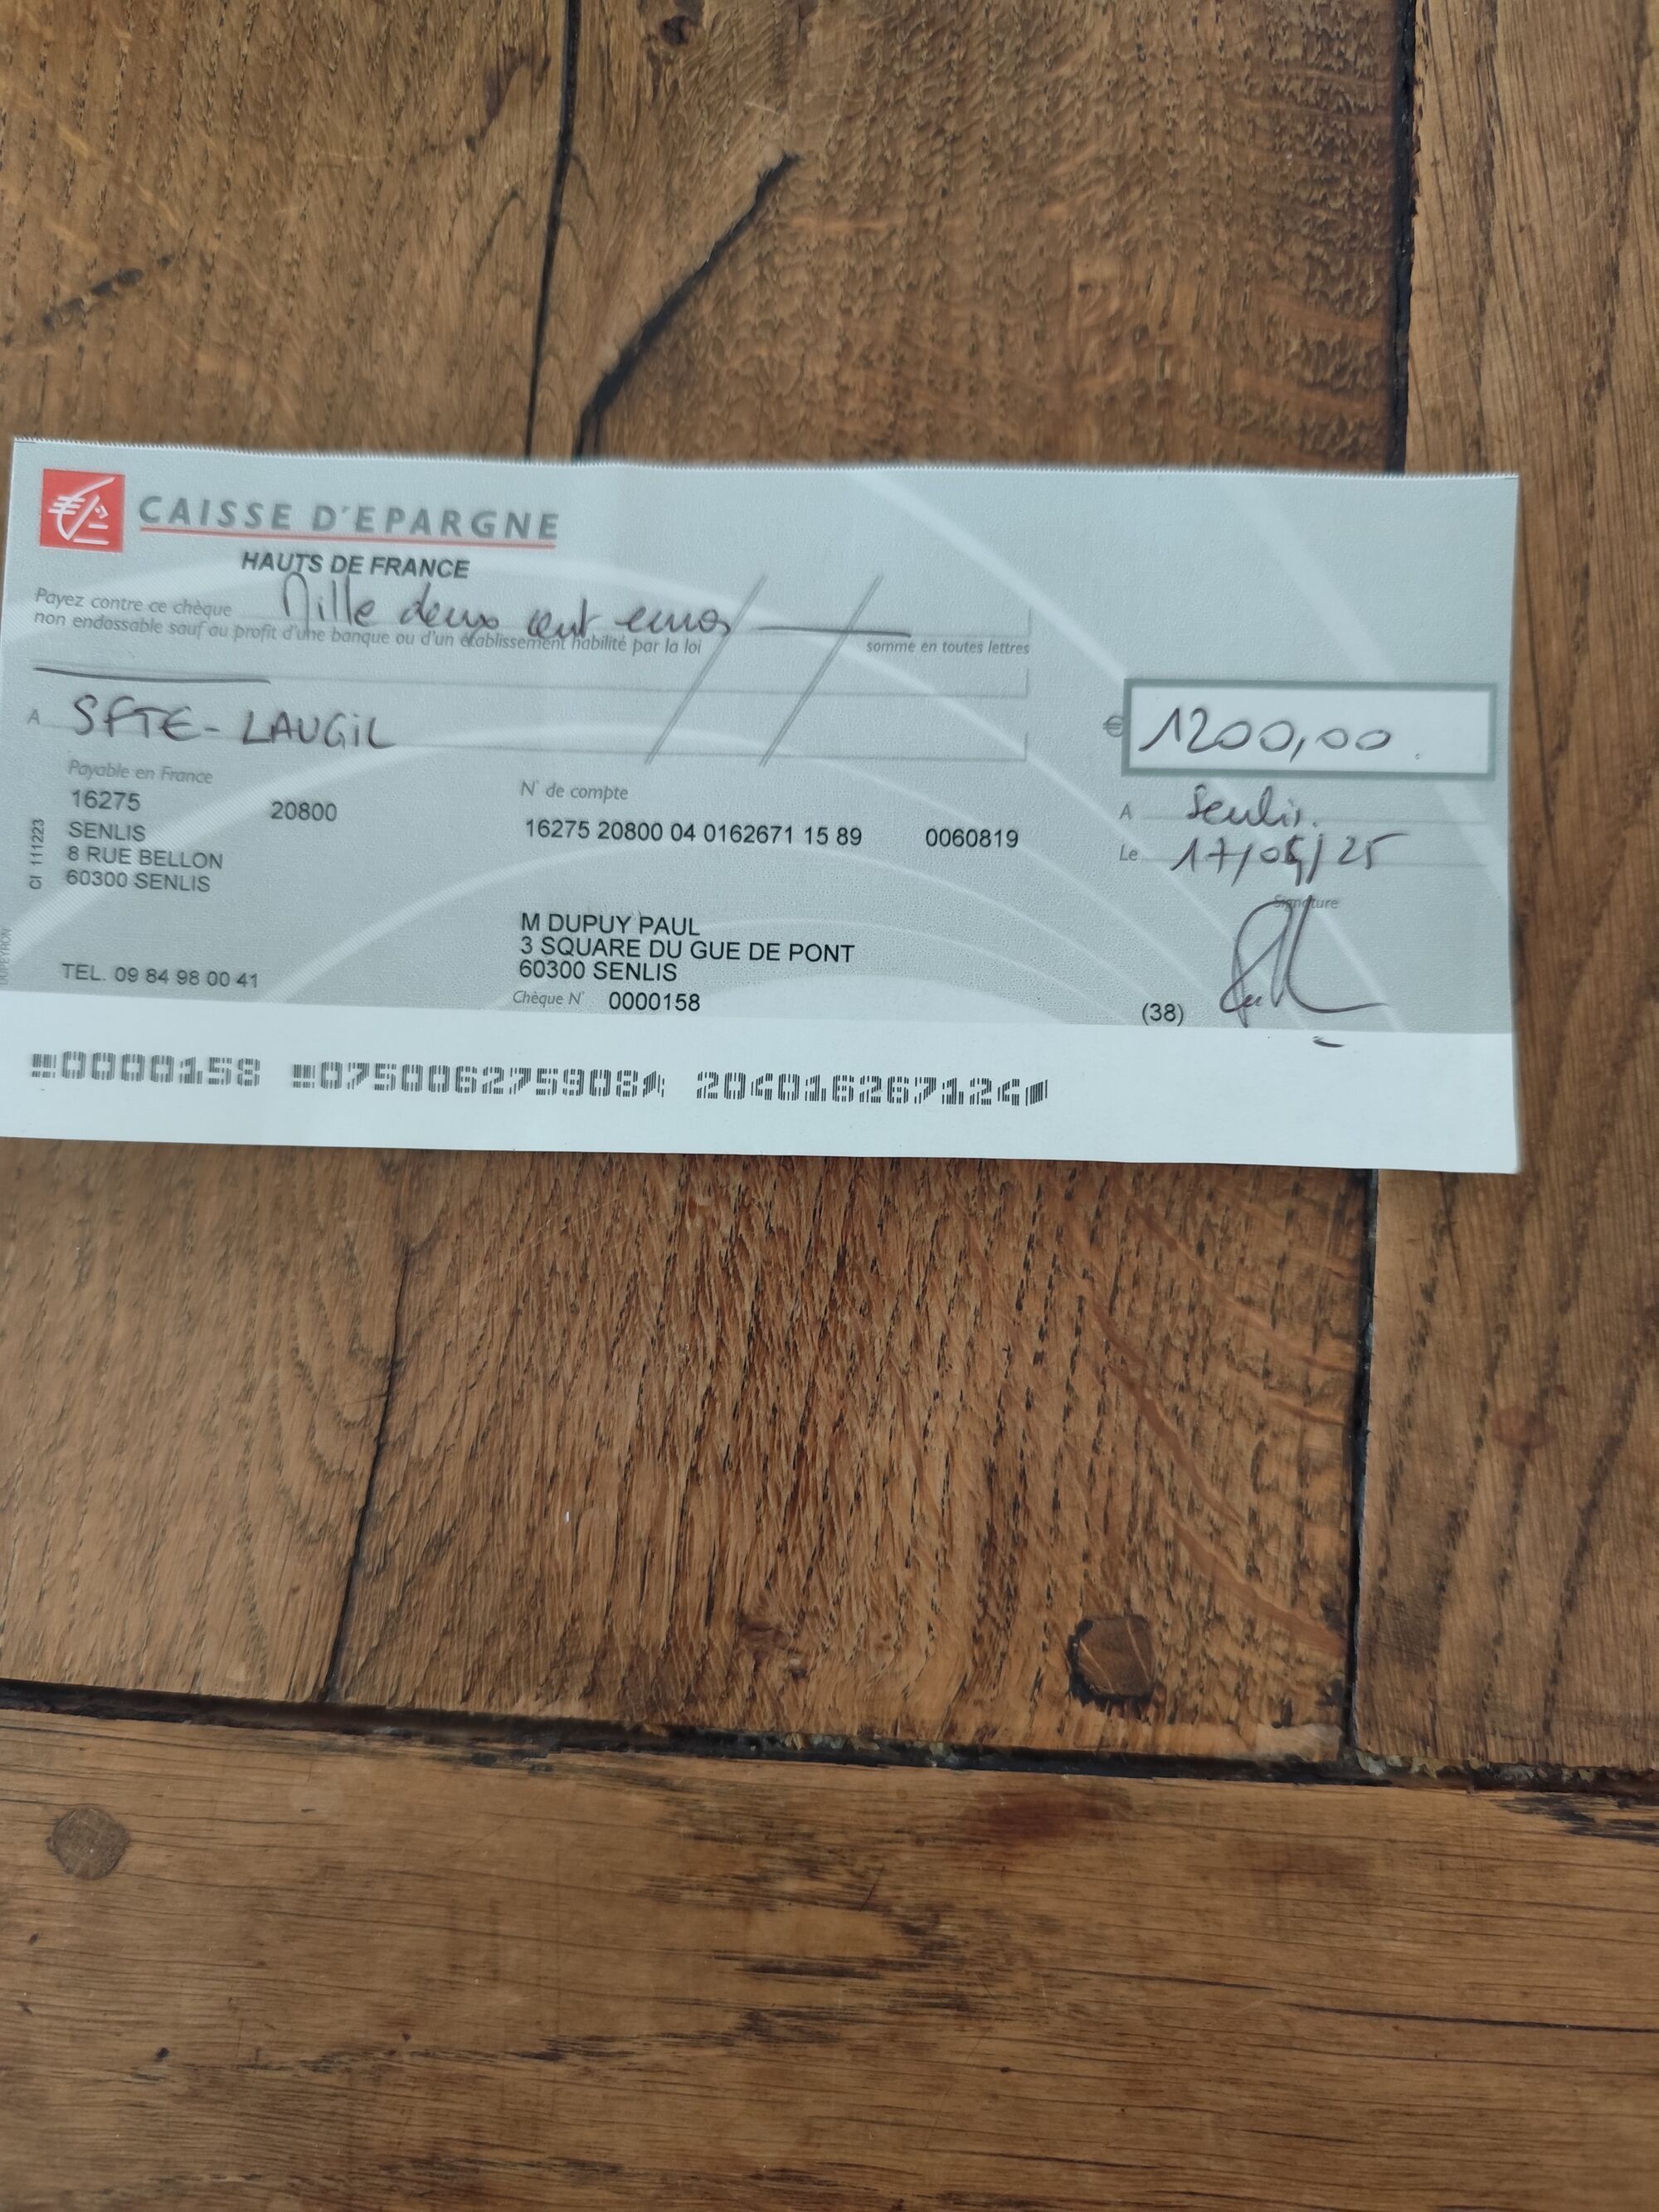 CAISSE D'EPARGNE
HAUTS DE FRANCE
Payez contre ce chèque Mille deux cent euros
non endossable sauf au profit d'une banque ou d'un établissement habilité par la loi
somme en toutes lettres
A SFTE - LAUGIL
€ 1200,00
Payable en France
16275 20800
SENLIS
8 RUE BELLON
60300 SENLIS
TEL. 09 84 98 00 41
CI 111223
N° de compte
16275 20800 04 0162671 15 89 0060819
M DUPUY PAUL
3 SQUARE DU GUE DE PONT
60300 SENLIS
Chèque N° 0000158
A Senlis.
Le 17/05/25
Signature
(38)
0000158 075006275908 204016267124